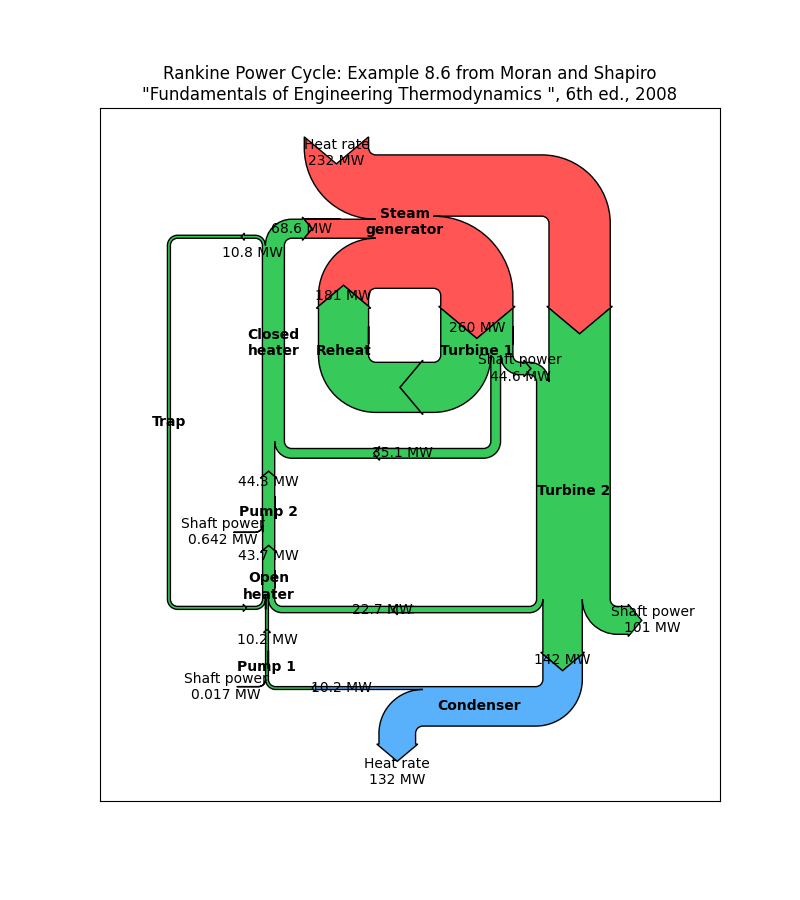 Rankine Power Cycle: Example 8.6 from Moran and Shapiro
"Fundamentals of Engineering Thermodynamics ", 6th ed., 2008
Heat rate
232 MW
Steam
generator
68.6 MW
10.8 MW
181 MW
260 MW
Closed
heater
Reheat
Turbine 1
Shaft power
44.6 MW
Trap
35.1 MW
44.3 MW
Turbine 2
Pump 2
Shaft power
0.642 MW
43.7 MW
Open
heater
22.7 MW
Shaft power
101 MW
10.2 MW
142 MW
Pump 1
Shaft power
0.017 MW
10.2 MW
Condenser
Heat rate
132 MW